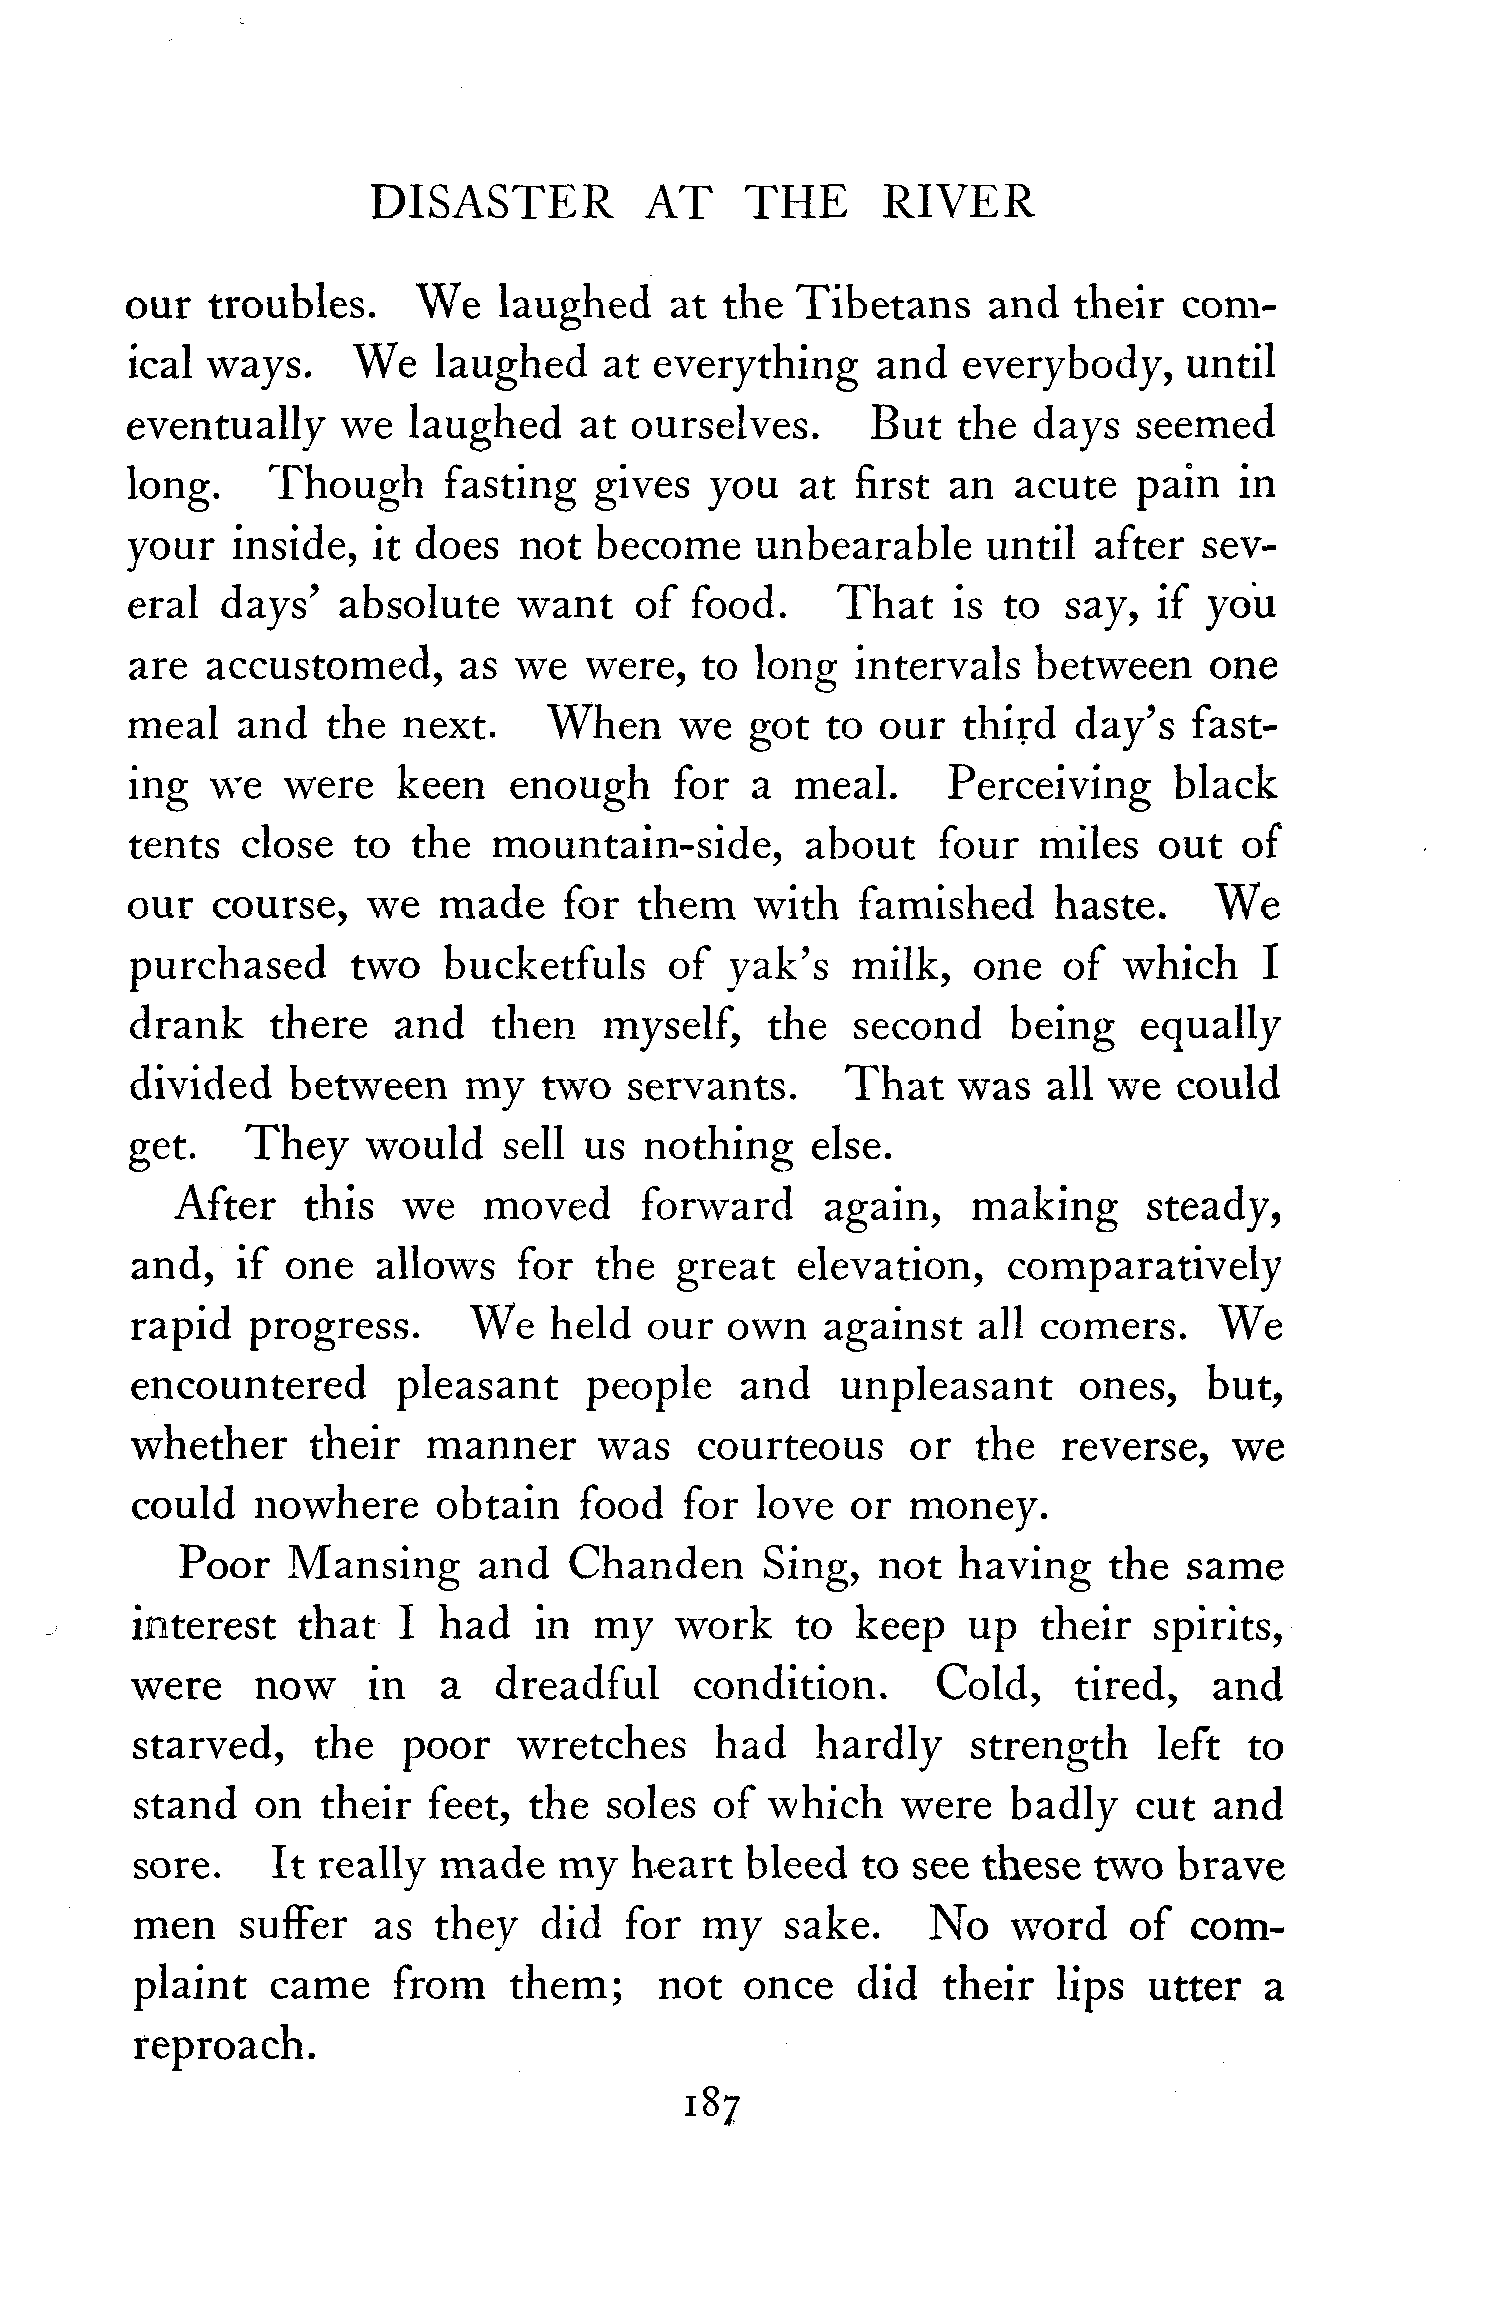 DISASTER AT THE RIVER
our troubles. We laughed at the Tibetans and their com-
ical ways. We laughed at everything and everybody, until
eventually we laughed at ourselves. But the days seemed
long. Though fasting gives you at first an acute pain in
your inside, it does not become unbearable until after sev-
eral days' absolute want of food. That is to say, if you
are accustomed, as we were, to long intervals between one
meal and the next. When we got to our third day's fast-
ing we were keen enough for a meal. Perceiving black
tents close to the mountain-side, about four miles out of
our course, we made for them with famished haste. We
purchased two bucketfuls of yak's milk, one of which I
drank there and then myself, the second being equally
divided between my two servants. That was all we could
get. They would sell us nothing else.
After this we moved forward again, making steady,
and, if one allows for the great elevation, comparatively
rapid progress. We held our own against all comers. We
encountered pleasant people and unpleasant ones, but,
whether their manner was courteous or the reverse, we
could nowhere obtain food for love or money.
Poor Mansing and Chanden Sing, not having the same
interest that I had in my work to keep up their spirits,
were now in a dreadful condition. Cold, tired, and
starved, the poor wretches had hardly strength left to
stand on their feet, the soles of which were badly cut and
sore. It really made my heart bleed to see these two brave
men suffer as they did for my sake. No word of com-
plaint came from them; not once did their lips utter a
reproach.
187